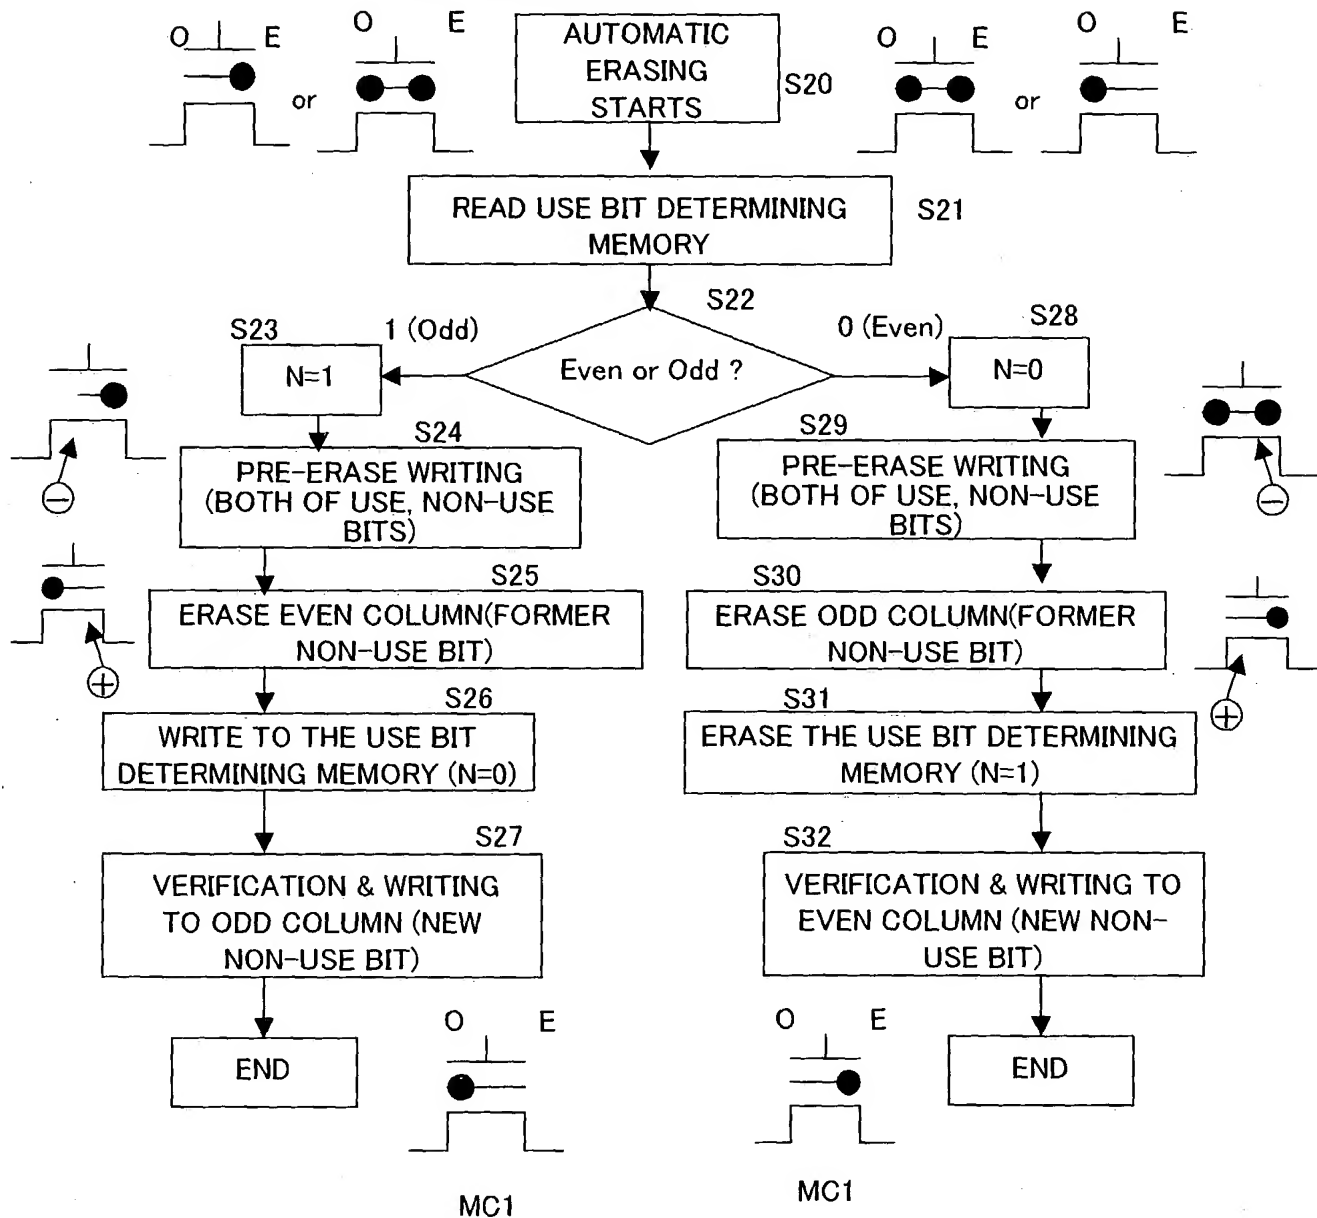 O E
or
O E
AUTOMATIC
ERASING
STARTS
S20
O E
or
O E
READ USE BIT DETERMINING
MEMORY
S21
S22
Even or Odd ?
1 (Odd)
0 (Even)
S23
N=1
S28
N=0
S24
PRE-ERASE WRITING
(BOTH OF USE, NON-USE
BITS)
−
S29
PRE-ERASE WRITING
(BOTH OF USE, NON-USE
BITS)
−
S25
ERASE EVEN COLUMN(FORMER
NON-USE BIT)
+
S30
ERASE ODD COLUMN(FORMER
NON-USE BIT)
+
S26
WRITE TO THE USE BIT
DETERMINING MEMORY (N=0)
S31
ERASE THE USE BIT DETERMINING
MEMORY (N=1)
S27
VERIFICATION & WRITING
TO ODD COLUMN (NEW
NON-USE BIT)
S32
VERIFICATION & WRITING TO
EVEN COLUMN (NEW NON-
USE BIT)
END
O E
MC1
O E
MC1
END